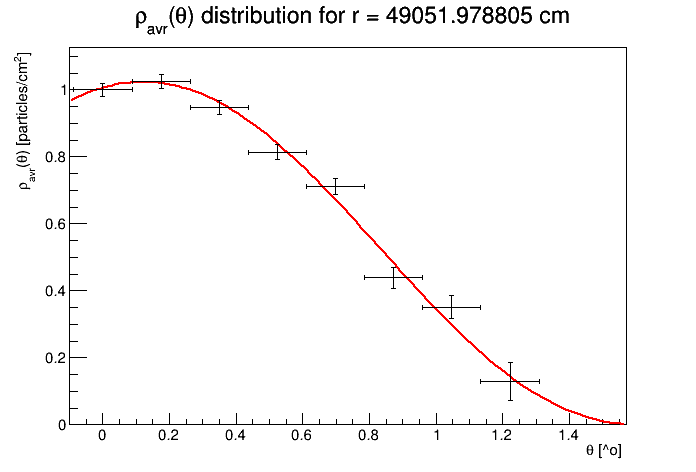 ρavr(θ) distribution for r = 49051.978805 cm
ρavr(θ) [particles/cm2]
1
0.8
0.6
0.4
0.2
0
0 0.2 0.4 0.6 0.8 1 1.2 1.4
θ [^o]